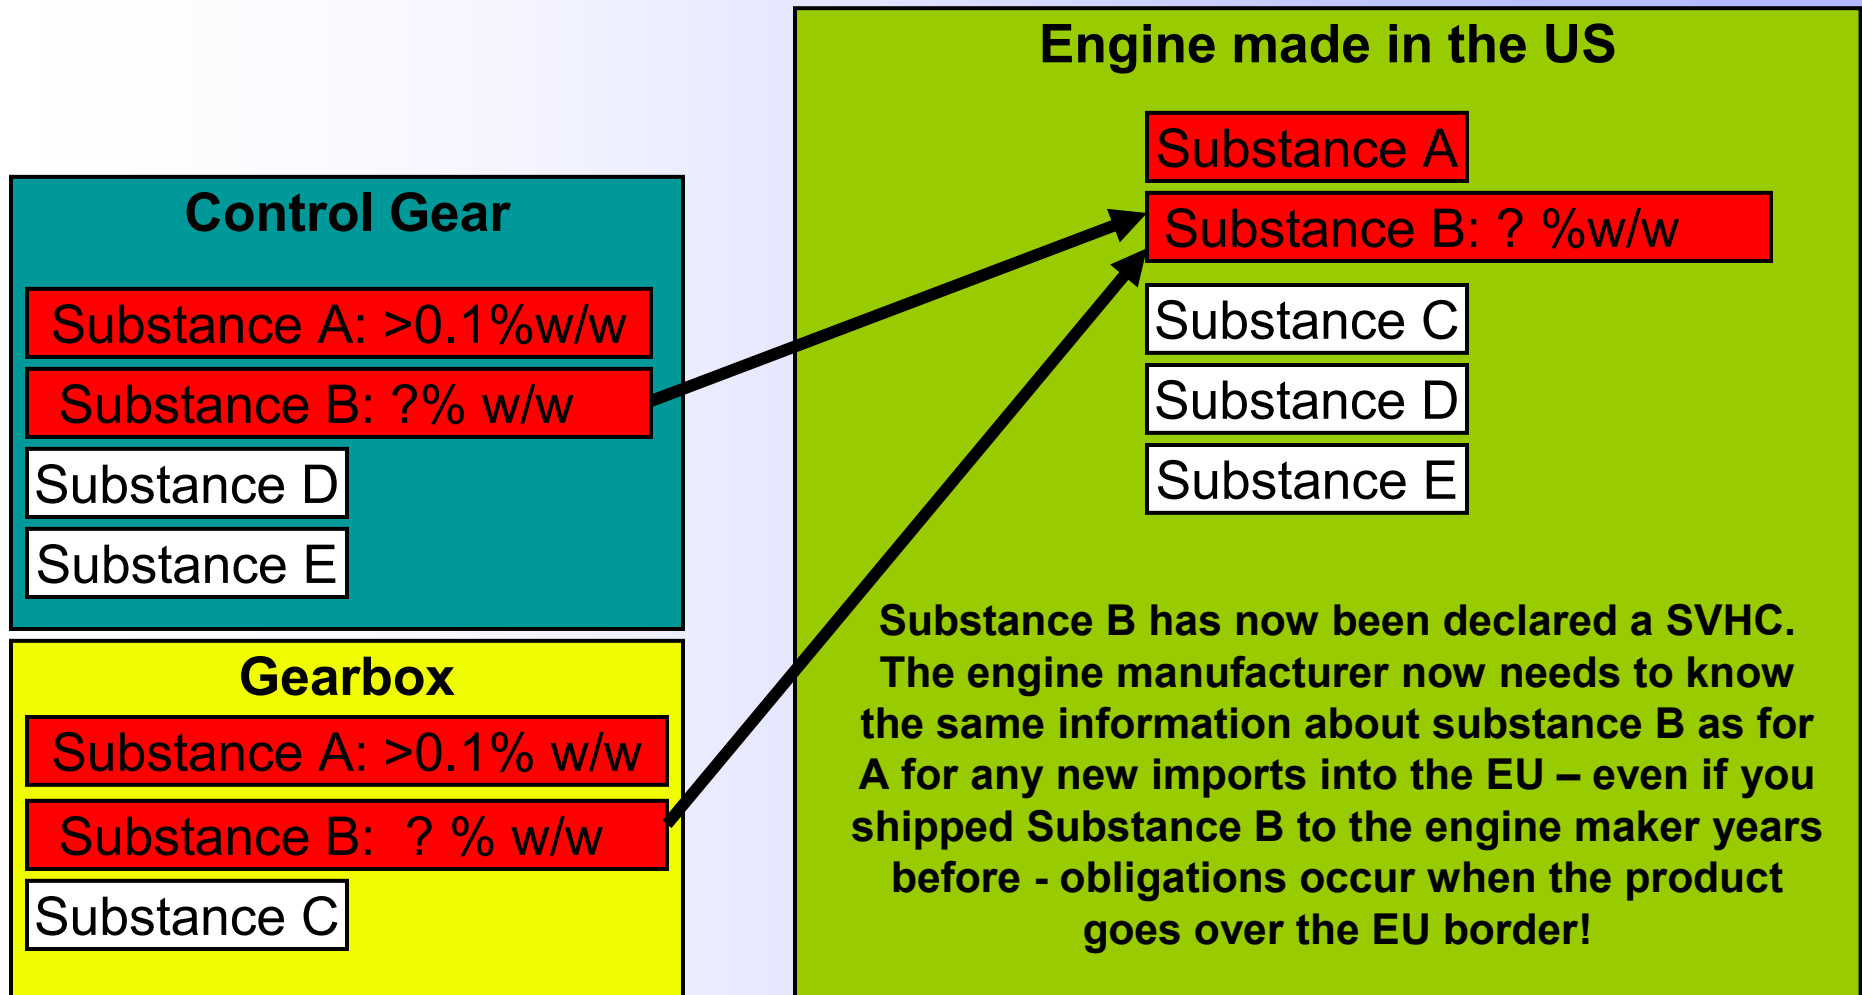 Control Gear
Substance A: >0.1%w/w
Substance B: ?% w/w
Substance D
Substance E
Gearbox
Substance A: >0.1% w/w
Substance B:  ? % w/w
Substance C
Engine made in the US
Substance A
Substance B: ? %w/w
Substance C
Substance D
Substance E
Substance B has now been declared a SVHC.
The engine manufacturer now needs to know
the same information about substance B as for
A for any new imports into the EU – even if you
shipped Substance B to the engine maker years
before - obligations occur when the product
goes over the EU border!